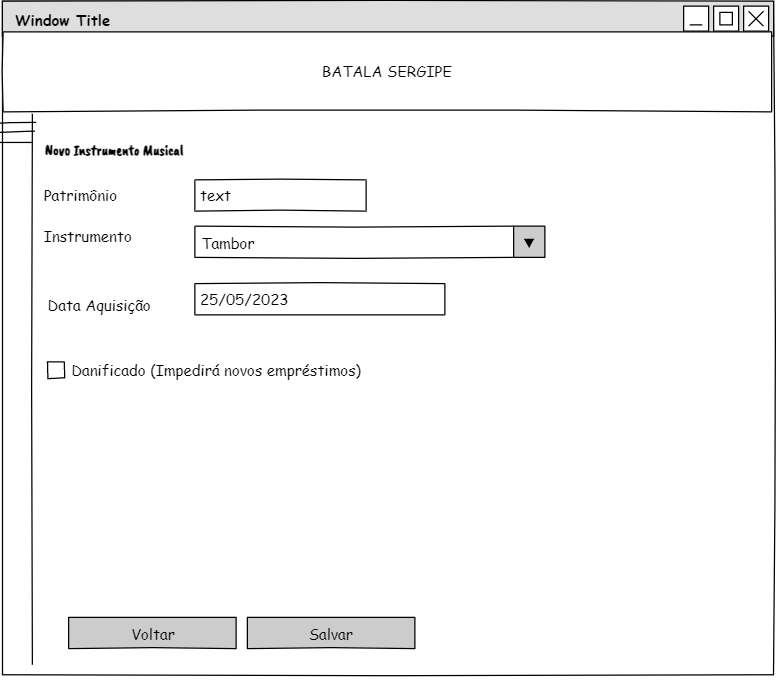 Window Title
BATALA SERGIPE
Novo Instrumento Musical
Patrimônio
text
Instrumento
Tambor
Data Aquisição
25/05/2023
Danificado (Impedirá novos empréstimos)
Voltar
Salvar